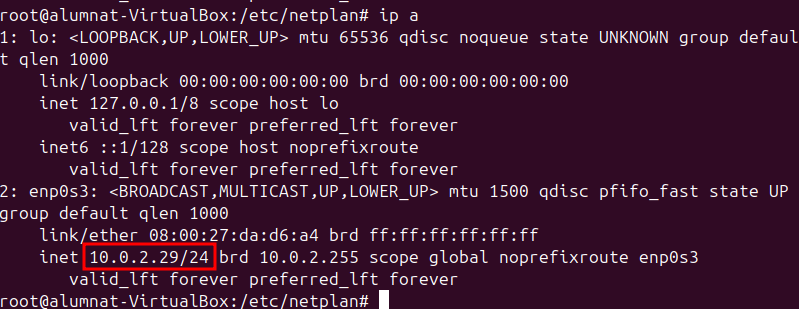 root@alumnat-VirtualBox:/etc/netplan# ip a
1: lo: <LOOPBACK,UP,LOWER_UP> mtu 65536 qdisc noqueue state UNKNOWN group defaul
t qlen 1000
    link/loopback 00:00:00:00:00:00 brd 00:00:00:00:00:00
    inet 127.0.0.1/8 scope host lo
       valid_lft forever preferred_lft forever
    inet6 ::1/128 scope host noprefixroute
       valid_lft forever preferred_lft forever
2: enp0s3: <BROADCAST,MULTICAST,UP,LOWER_UP> mtu 1500 qdisc pfifo_fast state UP
group default qlen 1000
    link/ether 08:00:27:da:d6:a4 brd ff:ff:ff:ff:ff:ff
    inet 10.0.2.29/24 brd 10.0.2.255 scope global noprefixroute enp0s3
       valid_lft forever preferred_lft forever
root@alumnat-VirtualBox:/etc/netplan#